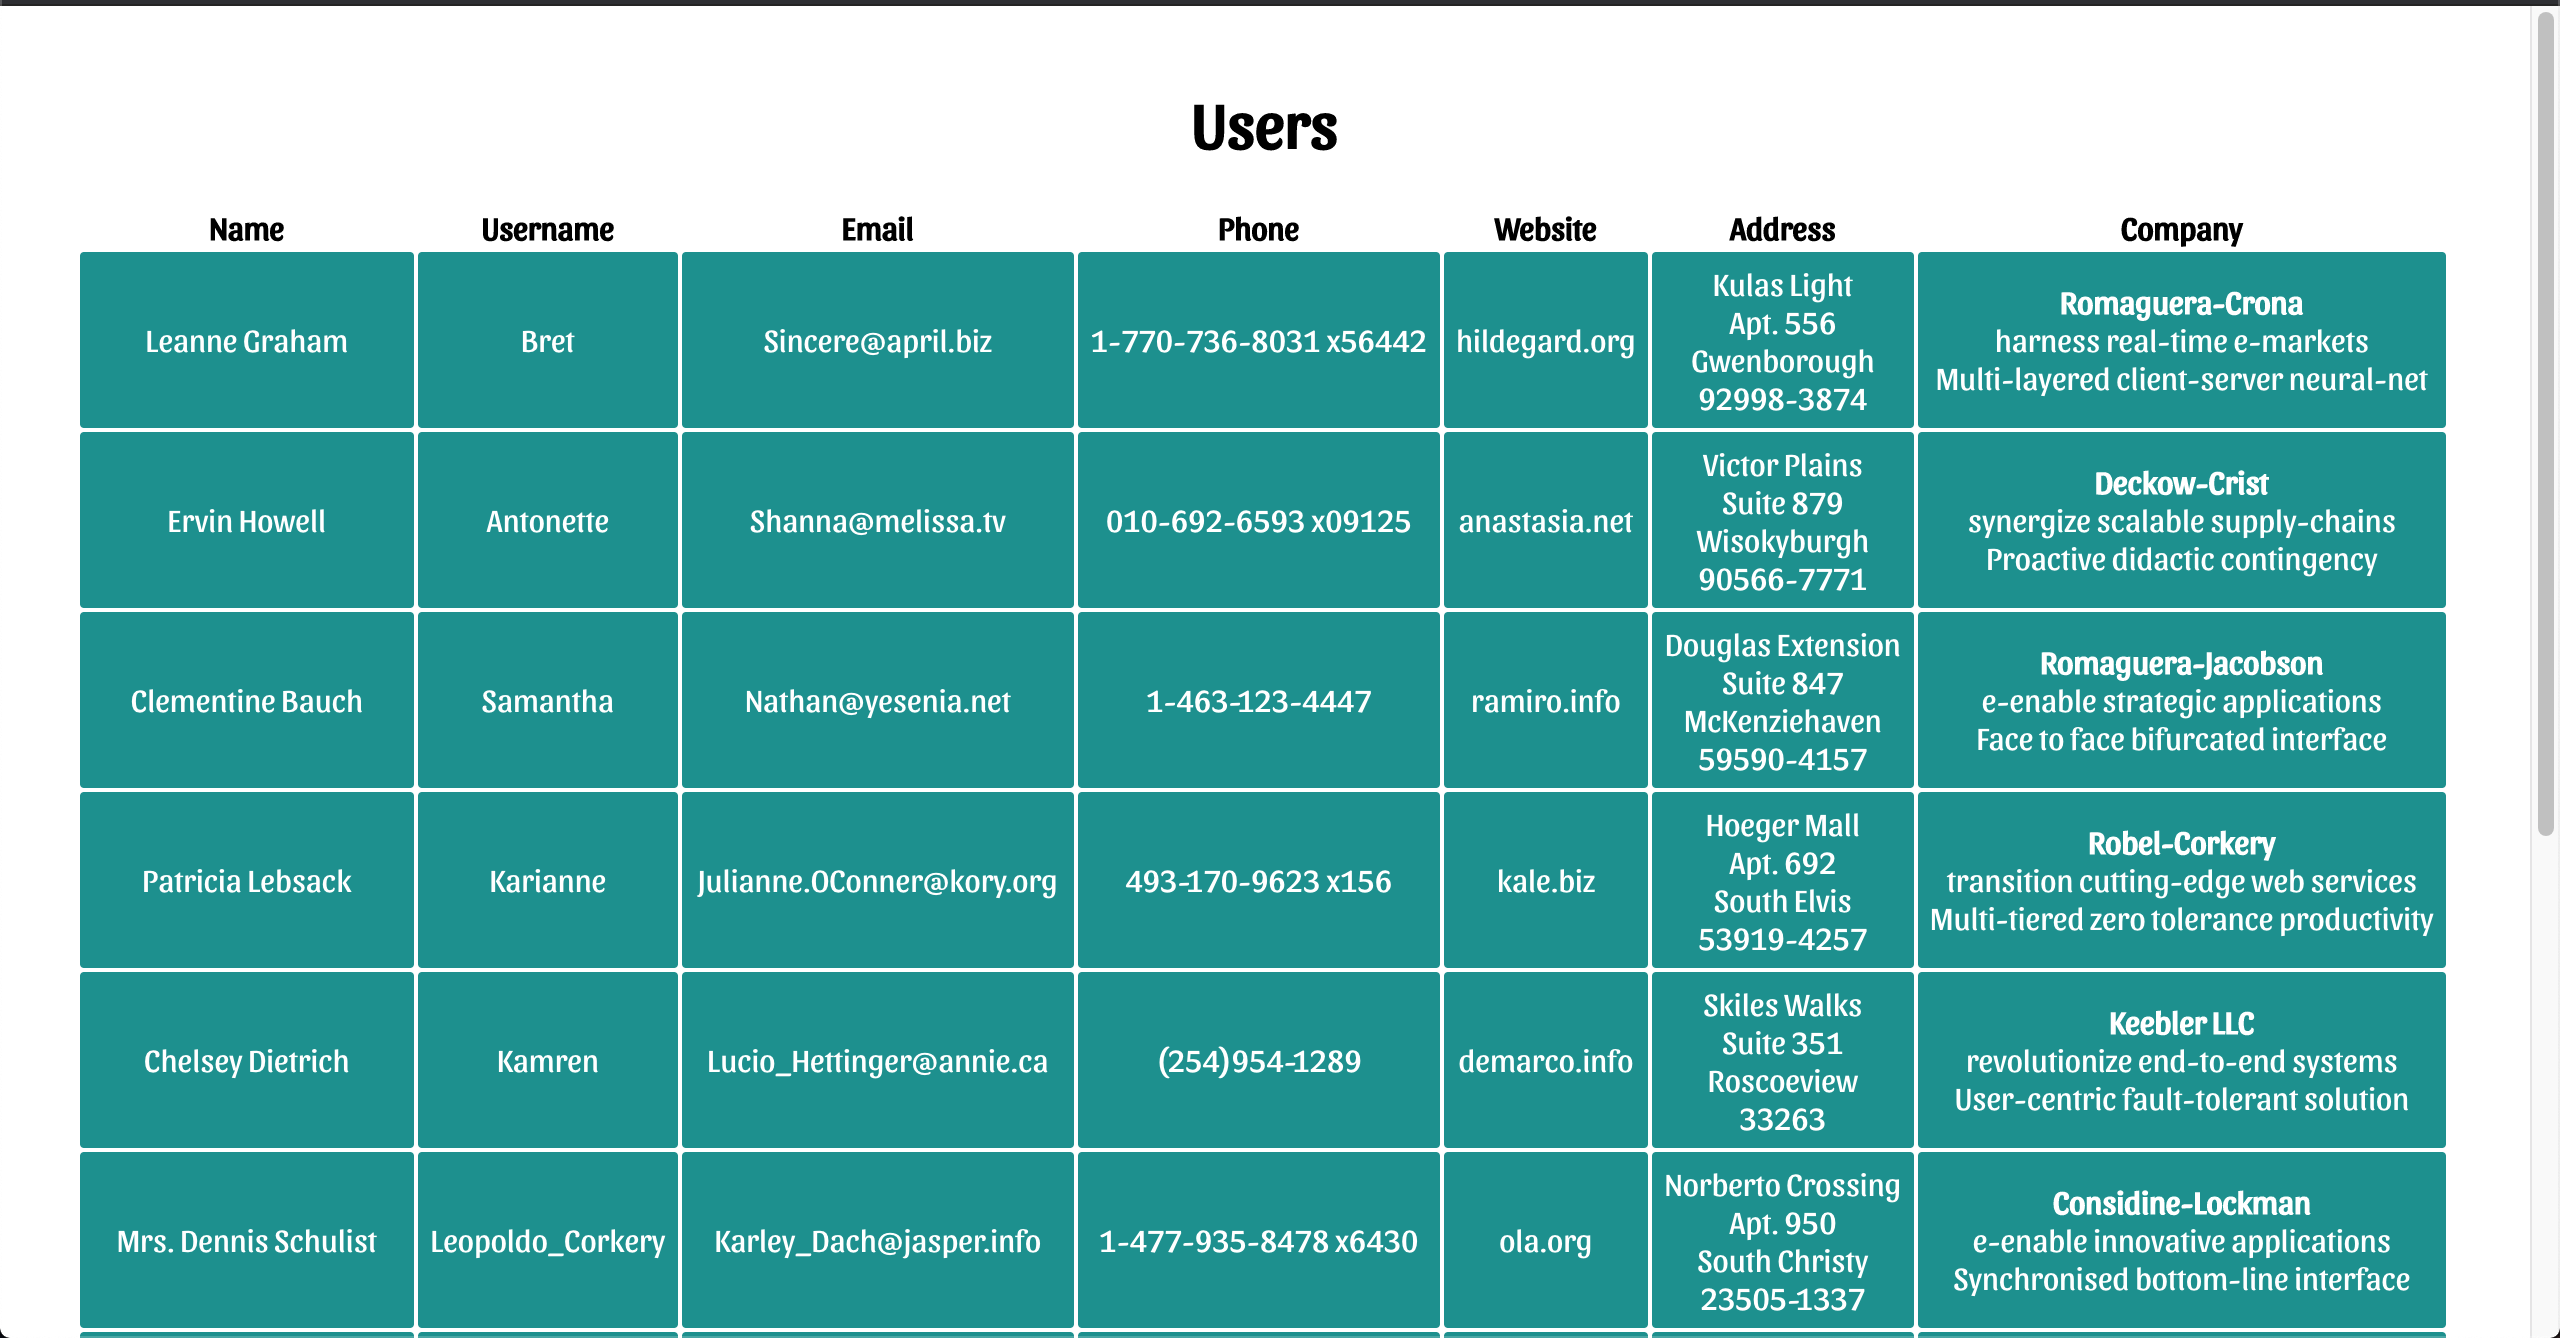 Users
Name Username Email Phone Website Address Company
Leanne Graham
Bret
Sincere@april.biz
1-770-736-8031 x56442
hildegard.org
Kulas Light
Apt. 556
Gwenborough
92998-3874
Romaguera-Crona
harness real-time e-markets
Multi-layered client-server neural-net
Ervin Howell
Antonette
Shanna@melissa.tv
010-692-6593 x09125
anastasia.net
Victor Plains
Suite 879
Wisokyburgh
90566-7771
Deckow-Crist
synergize scalable supply-chains
Proactive didactic contingency
Clementine Bauch
Samantha
Nathan@yesenia.net
1-463-123-4447
ramiro.info
Douglas Extension
Suite 847
McKenziehaven
59590-4157
Romaguera-Jacobson
e-enable strategic applications
Face to face bifurcated interface
Patricia Lebsack
Karianne
Julianne.OConner@kory.org
493-170-9623 x156
kale.biz
Hoeger Mall
Apt. 692
South Elvis
53919-4257
Robel-Corkery
transition cutting-edge web services
Multi-tiered zero tolerance productivity
Chelsey Dietrich
Kamren
Lucio_Hettinger@annie.ca
(254)954-1289
demarco.info
Skiles Walks
Suite 351
Roscoeview
33263
Keebler LLC
revolutionize end-to-end systems
User-centric fault-tolerant solution
Mrs. Dennis Schulist
Leopoldo_Corkery
Karley_Dach@jasper.info
1-477-935-8478 x6430
ola.org
Norberto Crossing
Apt. 950
South Christy
23505-1337
Considine-Lockman
e-enable innovative applications
Synchronised bottom-line interface